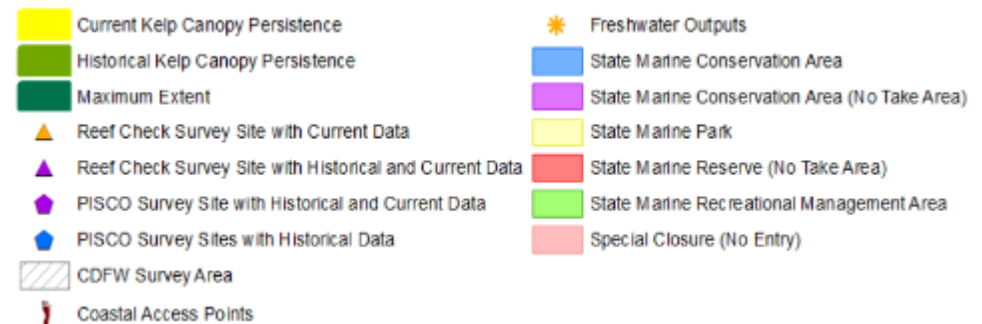 Current Kelp Canopy Persistence
Historical Kelp Canopy Persistence
Maximum Extent
Reef Check Survey Site with Current Data
Reef Check Survey Site with Historical and Current Data
PISCO Survey Site with Historical and Current Data
PISCO Survey Sites with Historical Data
CDFW Survey Area
Coastal Access Points
Freshwater Outputs
State Marine Conservation Area
State Marine Conservation Area (No Take Area)
State Marine Park
State Marine Reserve (No Take Area)
State Marine Recreational Management Area
Special Closure (No Entry)